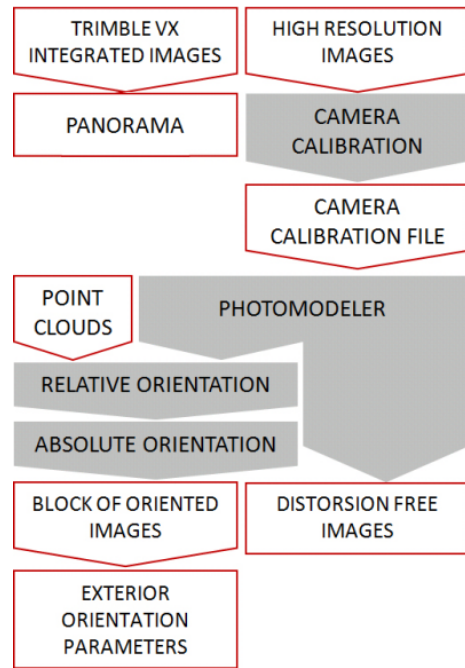 TRIMBLE VX
INTEGRATED IMAGES
HIGH RESOLUTION
IMAGES
PANORAMA
CAMERA
CALIBRATION
CAMERA
CALIBRATION FILE
POINT
CLOUDS
PHOTOMODELER
RELATIVE ORIENTATION
ABSOLUTE ORIENTATION
BLOCK OF ORIENTED
IMAGES
DISTORSION FREE
IMAGES
EXTERIOR
ORIENTATION
PARAMETERS